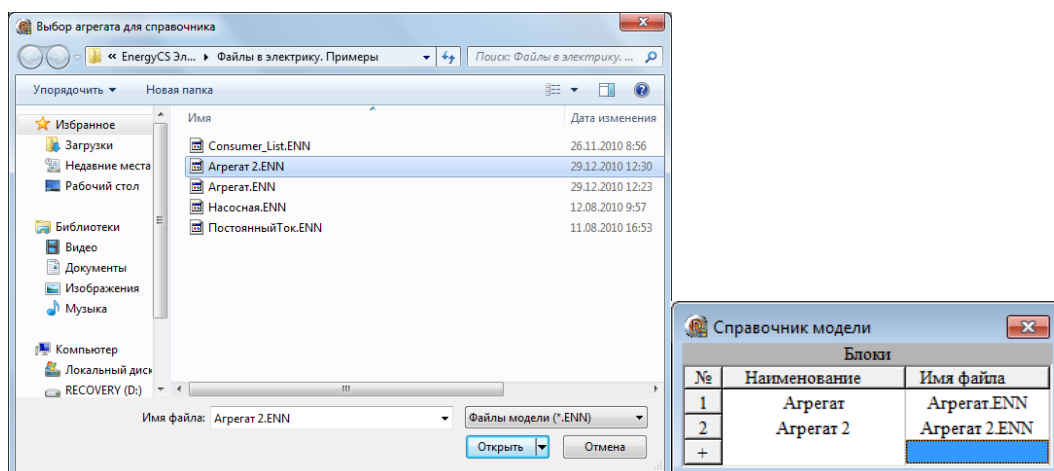 Выбор агрегата для справочника
« EnergyCS Эл... ▸ Файлы в электрику. Примеры
Поиск: Файлы в электрику. ...
Упорядочить ▾ Новая папка
Избранное
Загрузки
Недавние места
Рабочий стол
Библиотеки
Видео
Документы
Изображения
Музыка
Компьютер
Локальный диск
RECOVERY (D:)
Имя Дата изменения
Consumer_List.ENN 26.11.2010 8:56
Агрегат 2.ENN 29.12.2010 12:30
Агрегат.ENN 29.12.2010 12:23
Насосная.ENN 12.08.2010 9:57
ПостоянныйТок.ENN 11.08.2010 16:53
Имя файла: Агрегат 2.ENN Файлы модели (*.ENN)
Открыть Отмена
Справочник модели
Блоки
№ Наименование Имя файла
1 Агрегат Агрегат.ENN
2 Агрегат 2 Агрегат 2.ENN
+